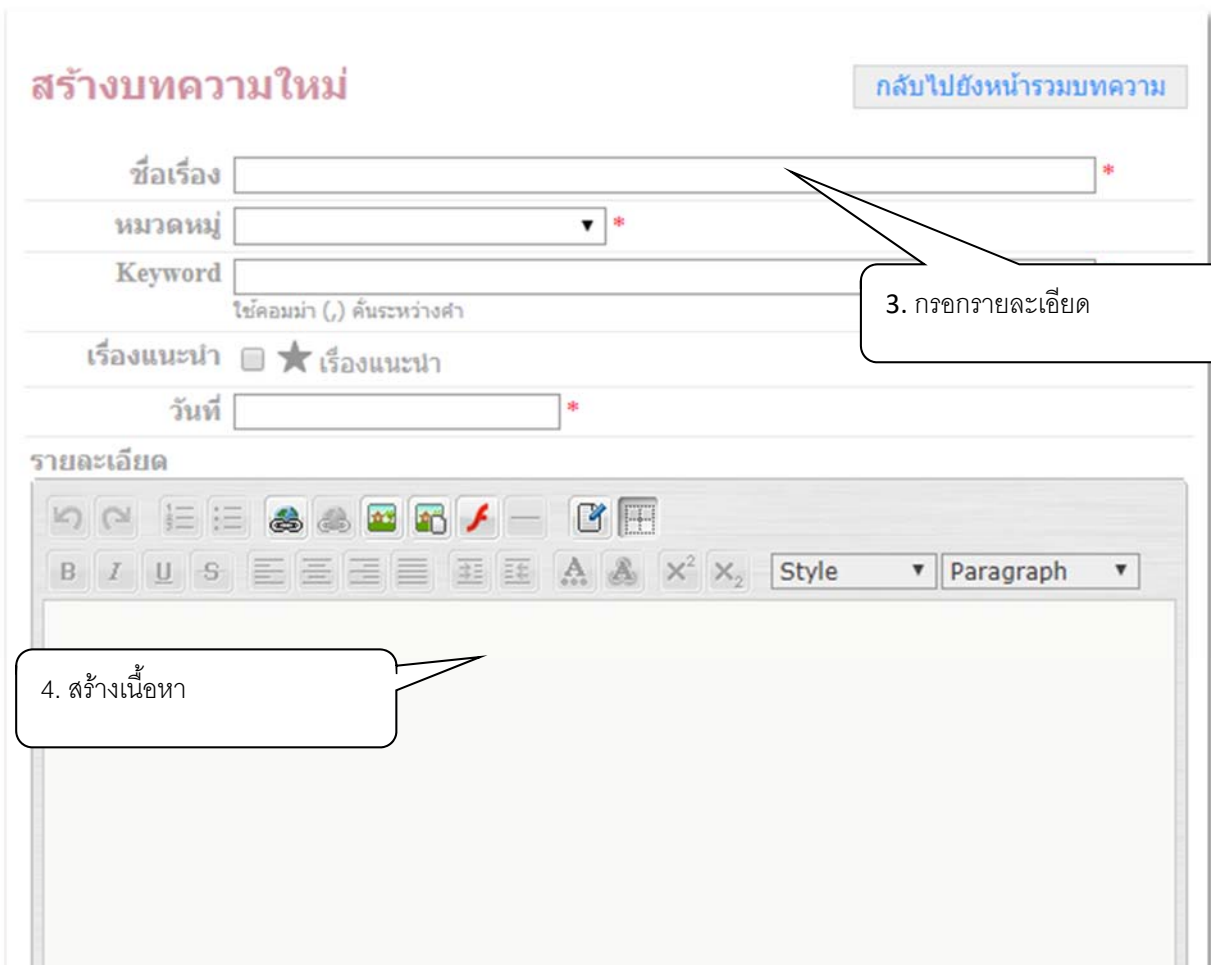 สร้างบทความใหม่
กลับไปยังหน้ารวมบทความ
ชื่อเรื่อง *
หมวดหมู่ *
Keyword
ใช้คอมม่า (,) คั่นระหว่างคำ
3. กรอกรายละเอียด
เรื่องแนะนำ ★ เรื่องแนะนำ
วันที่ *
รายละเอียด
B I U S A A X² X₂ Style Paragraph
4. สร้างเนื้อหา